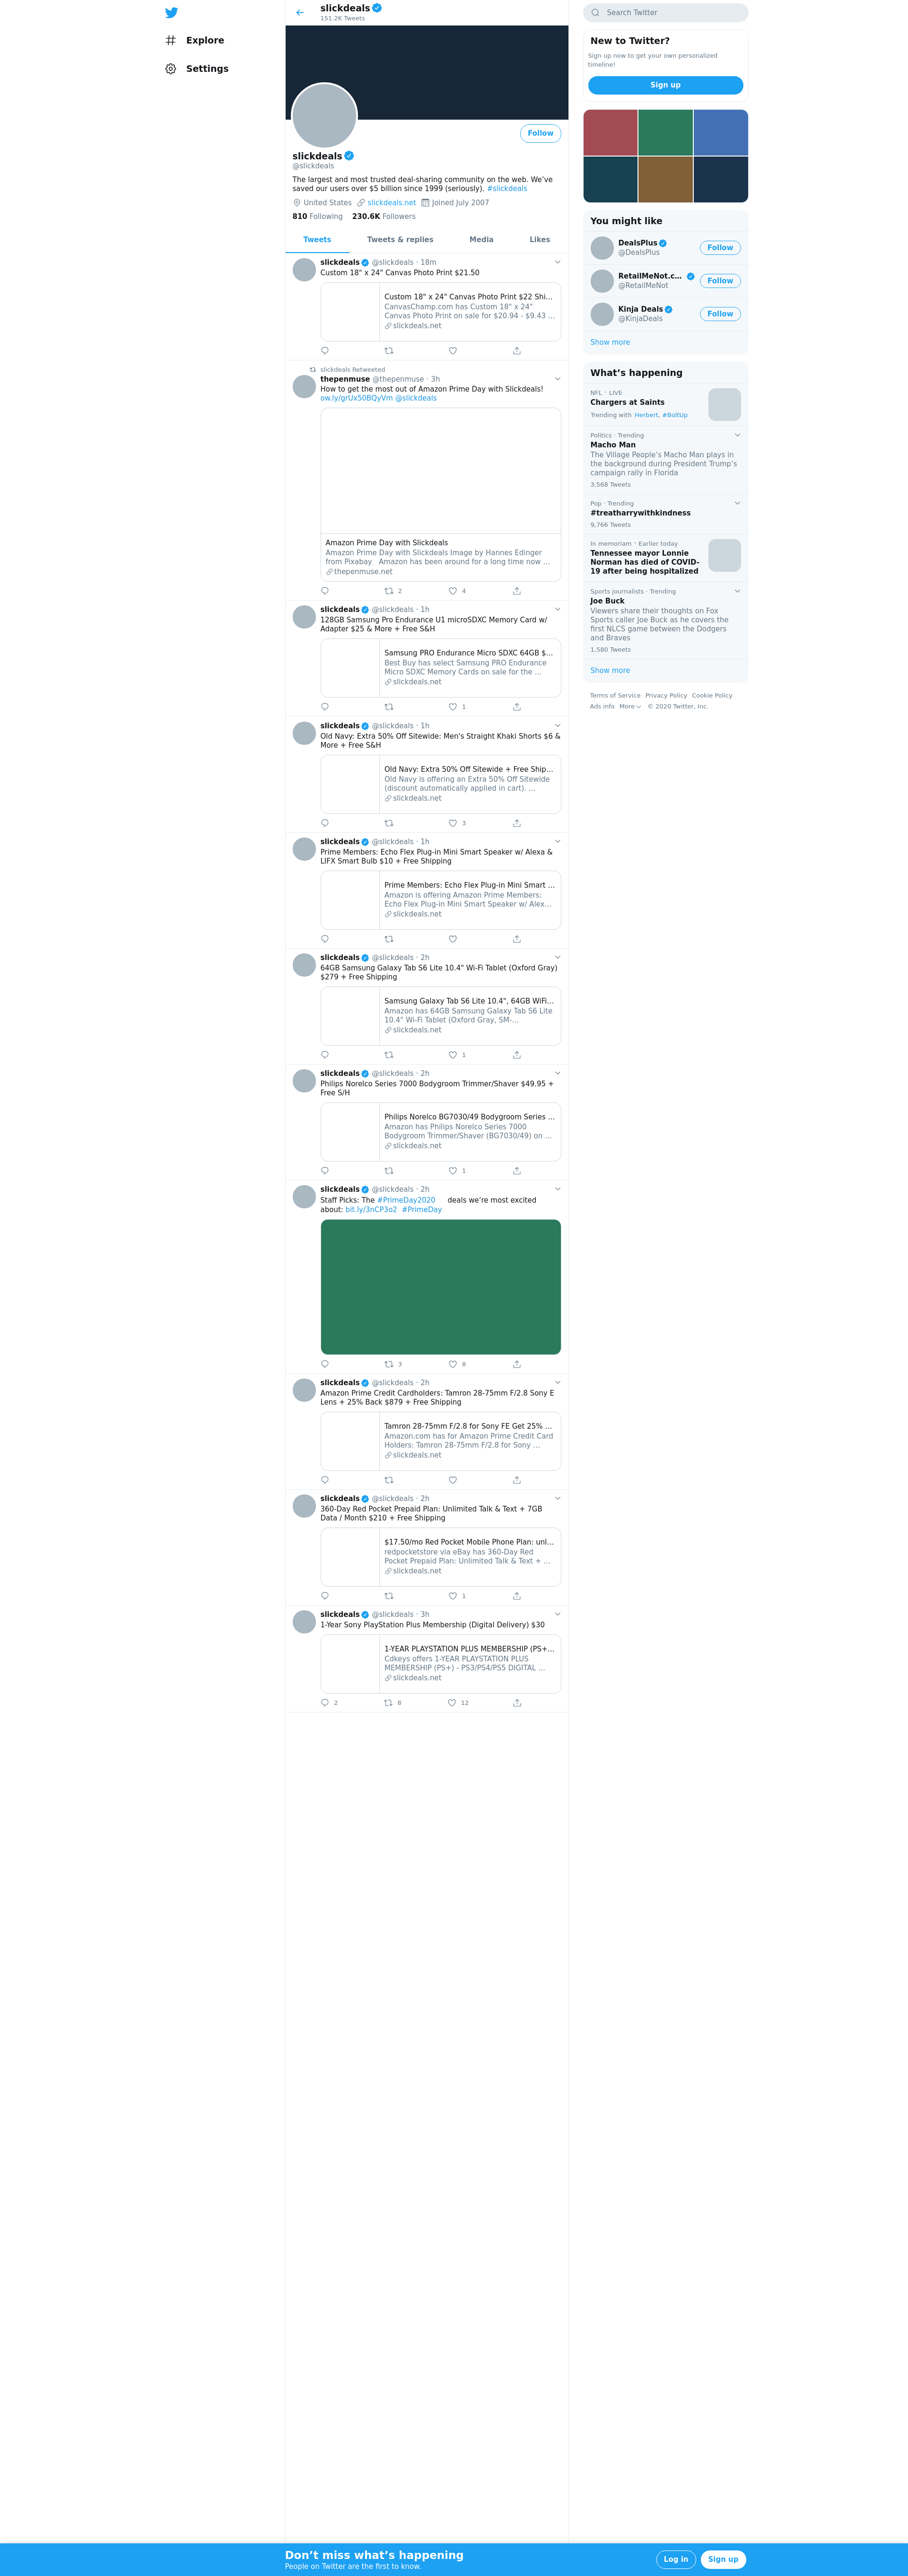 Explore
Settings
slickdeals
151.2K Tweets
Follow
slickdeals
@slickdeals
The largest and most trusted deal-sharing community on the web. We’ve
saved our users over $5 billion since 1999 (seriously). #slickdeals
United States slickdeals.net Joined July 2007
810 Following 230.6K Followers
Tweets Tweets & replies Media Likes
slickdeals @slickdeals · 18m
Custom 18" x 24" Canvas Photo Print $21.50
Custom 18" x 24" Canvas Photo Print $22 Shi…
CanvasChamp.com has Custom 18" x 24"
Canvas Photo Print on sale for $20.94 - $9.43 …
slickdeals.net
slickdeals Retweeted
thepenmuse @thepenmuse · 3h
How to get the most out of Amazon Prime Day with Slickdeals!
ow.ly/grUx50BQyVm @slickdeals
Amazon Prime Day with Slickdeals
Amazon Prime Day with Slickdeals Image by Hannes Edinger
from Pixabay Amazon has been around for a long time now …
thepenmuse.net
2 4
slickdeals @slickdeals · 1h
128GB Samsung Pro Endurance U1 microSDXC Memory Card w/
Adapter $25 & More + Free S&H
Samsung PRO Endurance Micro SDXC 64GB $…
Best Buy has select Samsung PRO Endurance
Micro SDXC Memory Cards on sale for the …
slickdeals.net
1
slickdeals @slickdeals · 1h
Old Navy: Extra 50% Off Sitewide: Men's Straight Khaki Shorts $6 &
More + Free S&H
Old Navy: Extra 50% Off Sitewide + Free Ship…
Old Navy is offering an Extra 50% Off Sitewide
(discount automatically applied in cart). …
slickdeals.net
3
slickdeals @slickdeals · 1h
Prime Members: Echo Flex Plug-in Mini Smart Speaker w/ Alexa &
LIFX Smart Bulb $10 + Free Shipping
Prime Members: Echo Flex Plug-in Mini Smart …
Amazon is offering Amazon Prime Members:
Echo Flex Plug-in Mini Smart Speaker w/ Alex…
slickdeals.net
slickdeals @slickdeals · 2h
64GB Samsung Galaxy Tab S6 Lite 10.4" Wi-Fi Tablet (Oxford Gray)
$279 + Free Shipping
Samsung Galaxy Tab S6 Lite 10.4", 64GB WiFi…
Amazon has 64GB Samsung Galaxy Tab S6 Lite
10.4" Wi-Fi Tablet (Oxford Gray, SM-…
slickdeals.net
1
slickdeals @slickdeals · 2h
Philips Norelco Series 7000 Bodygroom Trimmer/Shaver $49.95 +
Free S/H
Philips Norelco BG7030/49 Bodygroom Series …
Amazon has Philips Norelco Series 7000
Bodygroom Trimmer/Shaver (BG7030/49) on …
slickdeals.net
1
slickdeals @slickdeals · 2h
Staff Picks: The #PrimeDay2020 deals we’re most excited
about: bit.ly/3nCP3o2 #PrimeDay
3 8
slickdeals @slickdeals · 2h
Amazon Prime Credit Cardholders: Tamron 28-75mm F/2.8 Sony E
Lens + 25% Back $879 + Free Shipping
Tamron 28-75mm F/2.8 for Sony FE Get 25% …
Amazon.com has for Amazon Prime Credit Card
Holders: Tamron 28-75mm F/2.8 for Sony …
slickdeals.net
slickdeals @slickdeals · 2h
360-Day Red Pocket Prepaid Plan: Unlimited Talk & Text + 7GB
Data / Month $210 + Free Shipping
$17.50/mo Red Pocket Mobile Phone Plan: unl…
redpocketstore via eBay has 360-Day Red
Pocket Prepaid Plan: Unlimited Talk & Text + …
slickdeals.net
1
slickdeals @slickdeals · 3h
1-Year Sony PlayStation Plus Membership (Digital Delivery) $30
1-YEAR PLAYSTATION PLUS MEMBERSHIP (PS+…
Cdkeys offers 1-YEAR PLAYSTATION PLUS
MEMBERSHIP (PS+) - PS3/PS4/PS5 DIGITAL …
slickdeals.net
2 8 12
Search Twitter
New to Twitter?
Sign up now to get your own personalized
timeline!
Sign up
You might like
DealsPlus
@DealsPlus
Follow
RetailMeNot.c…
@RetailMeNot
Follow
Kinja Deals
@KinjaDeals
Follow
Show more
What’s happening
NFL · LIVE
Chargers at Saints
Trending with Herbert, #BoltUp
Politics · Trending
Macho Man
The Village People’s Macho Man plays in
the background during President Trump’s
campaign rally in Florida
3,568 Tweets
Pop · Trending
#treatharrywithkindness
9,766 Tweets
In memoriam · Earlier today
Tennessee mayor Lonnie
Norman has died of COVID-
19 after being hospitalized
Sports journalists · Trending
Joe Buck
Viewers share their thoughts on Fox
Sports caller Joe Buck as he covers the
first NLCS game between the Dodgers
and Braves
1,580 Tweets
Show more
Terms of Service Privacy Policy Cookie Policy
Ads info More © 2020 Twitter, Inc.
Don’t miss what’s happening
People on Twitter are the first to know.
Log in
Sign up